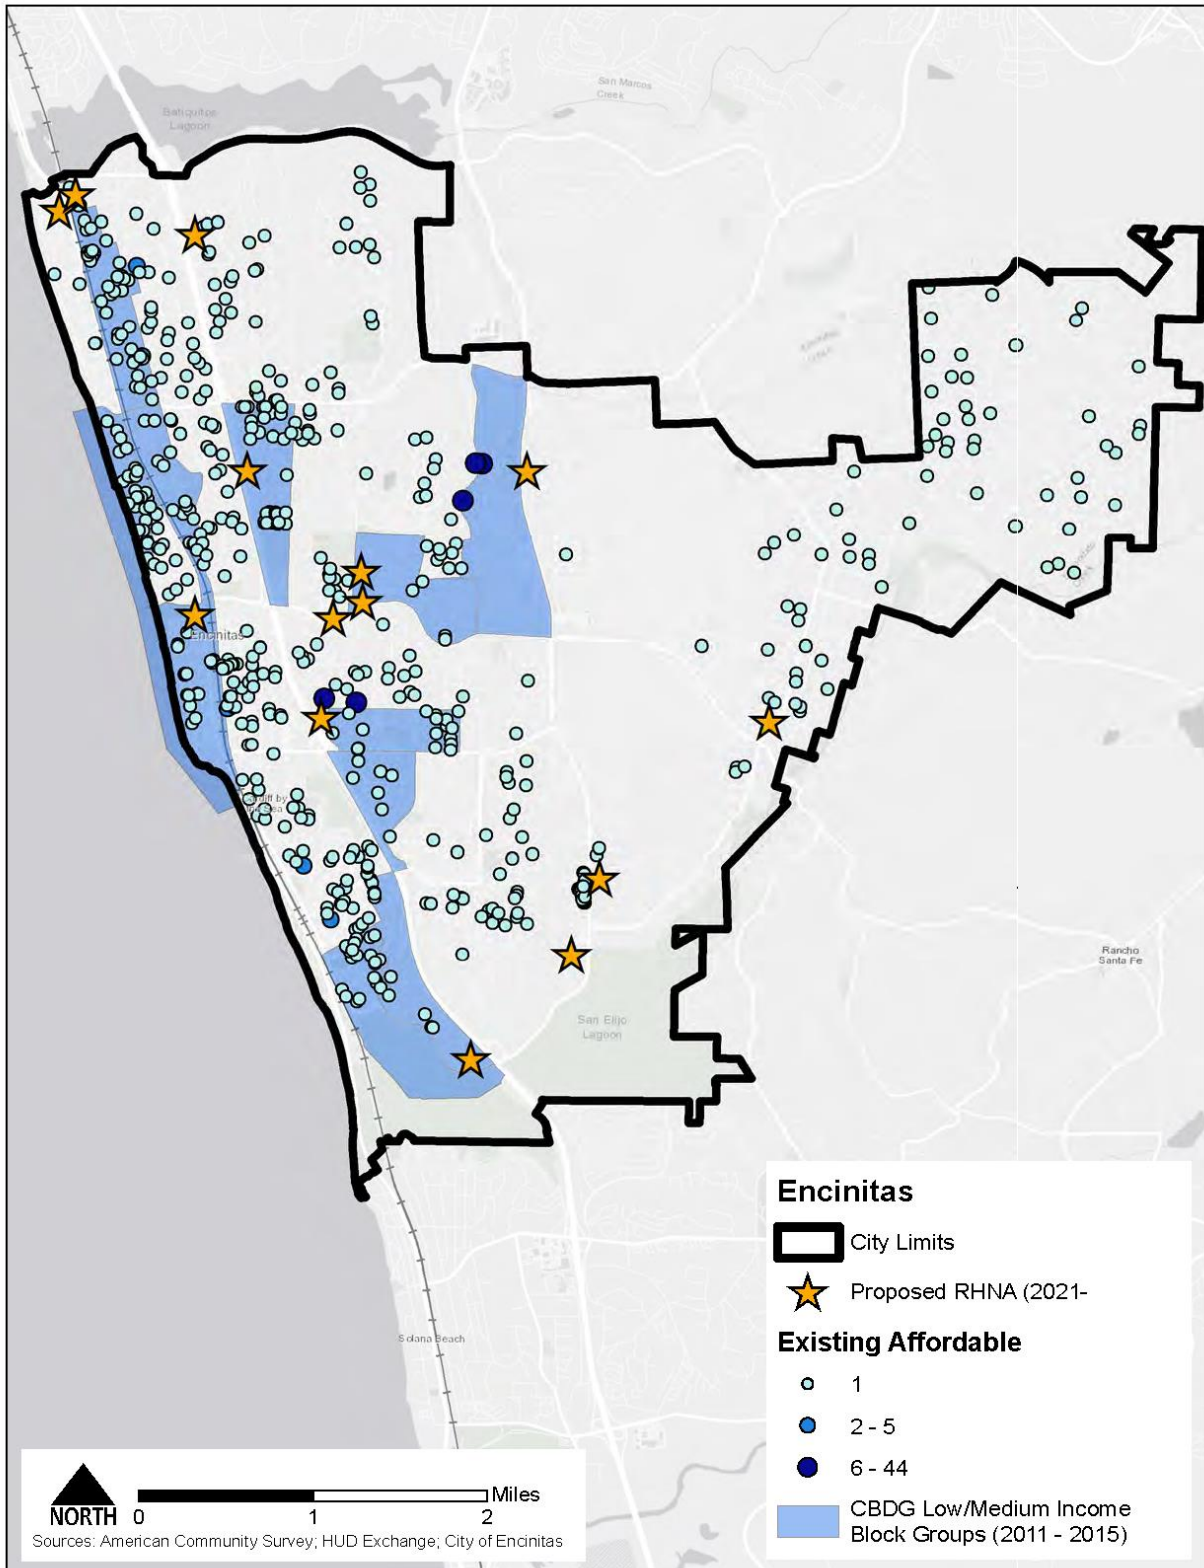 San Marcos
Creek
Batiquitos
Lagoon
Encinitas
Rancho
Santa Fe
San Elijo
Lagoon
Solana Beach
Encinitas
City Limits
Proposed RHNA (2021-
Existing Affordable
1
2 - 5
6 - 44
CBDG Low/Medium Income
Block Groups (2011 - 2015)
NORTH
0
1
2
Miles
Sources: American Community Survey; HUD Exchange; City of Encinitas